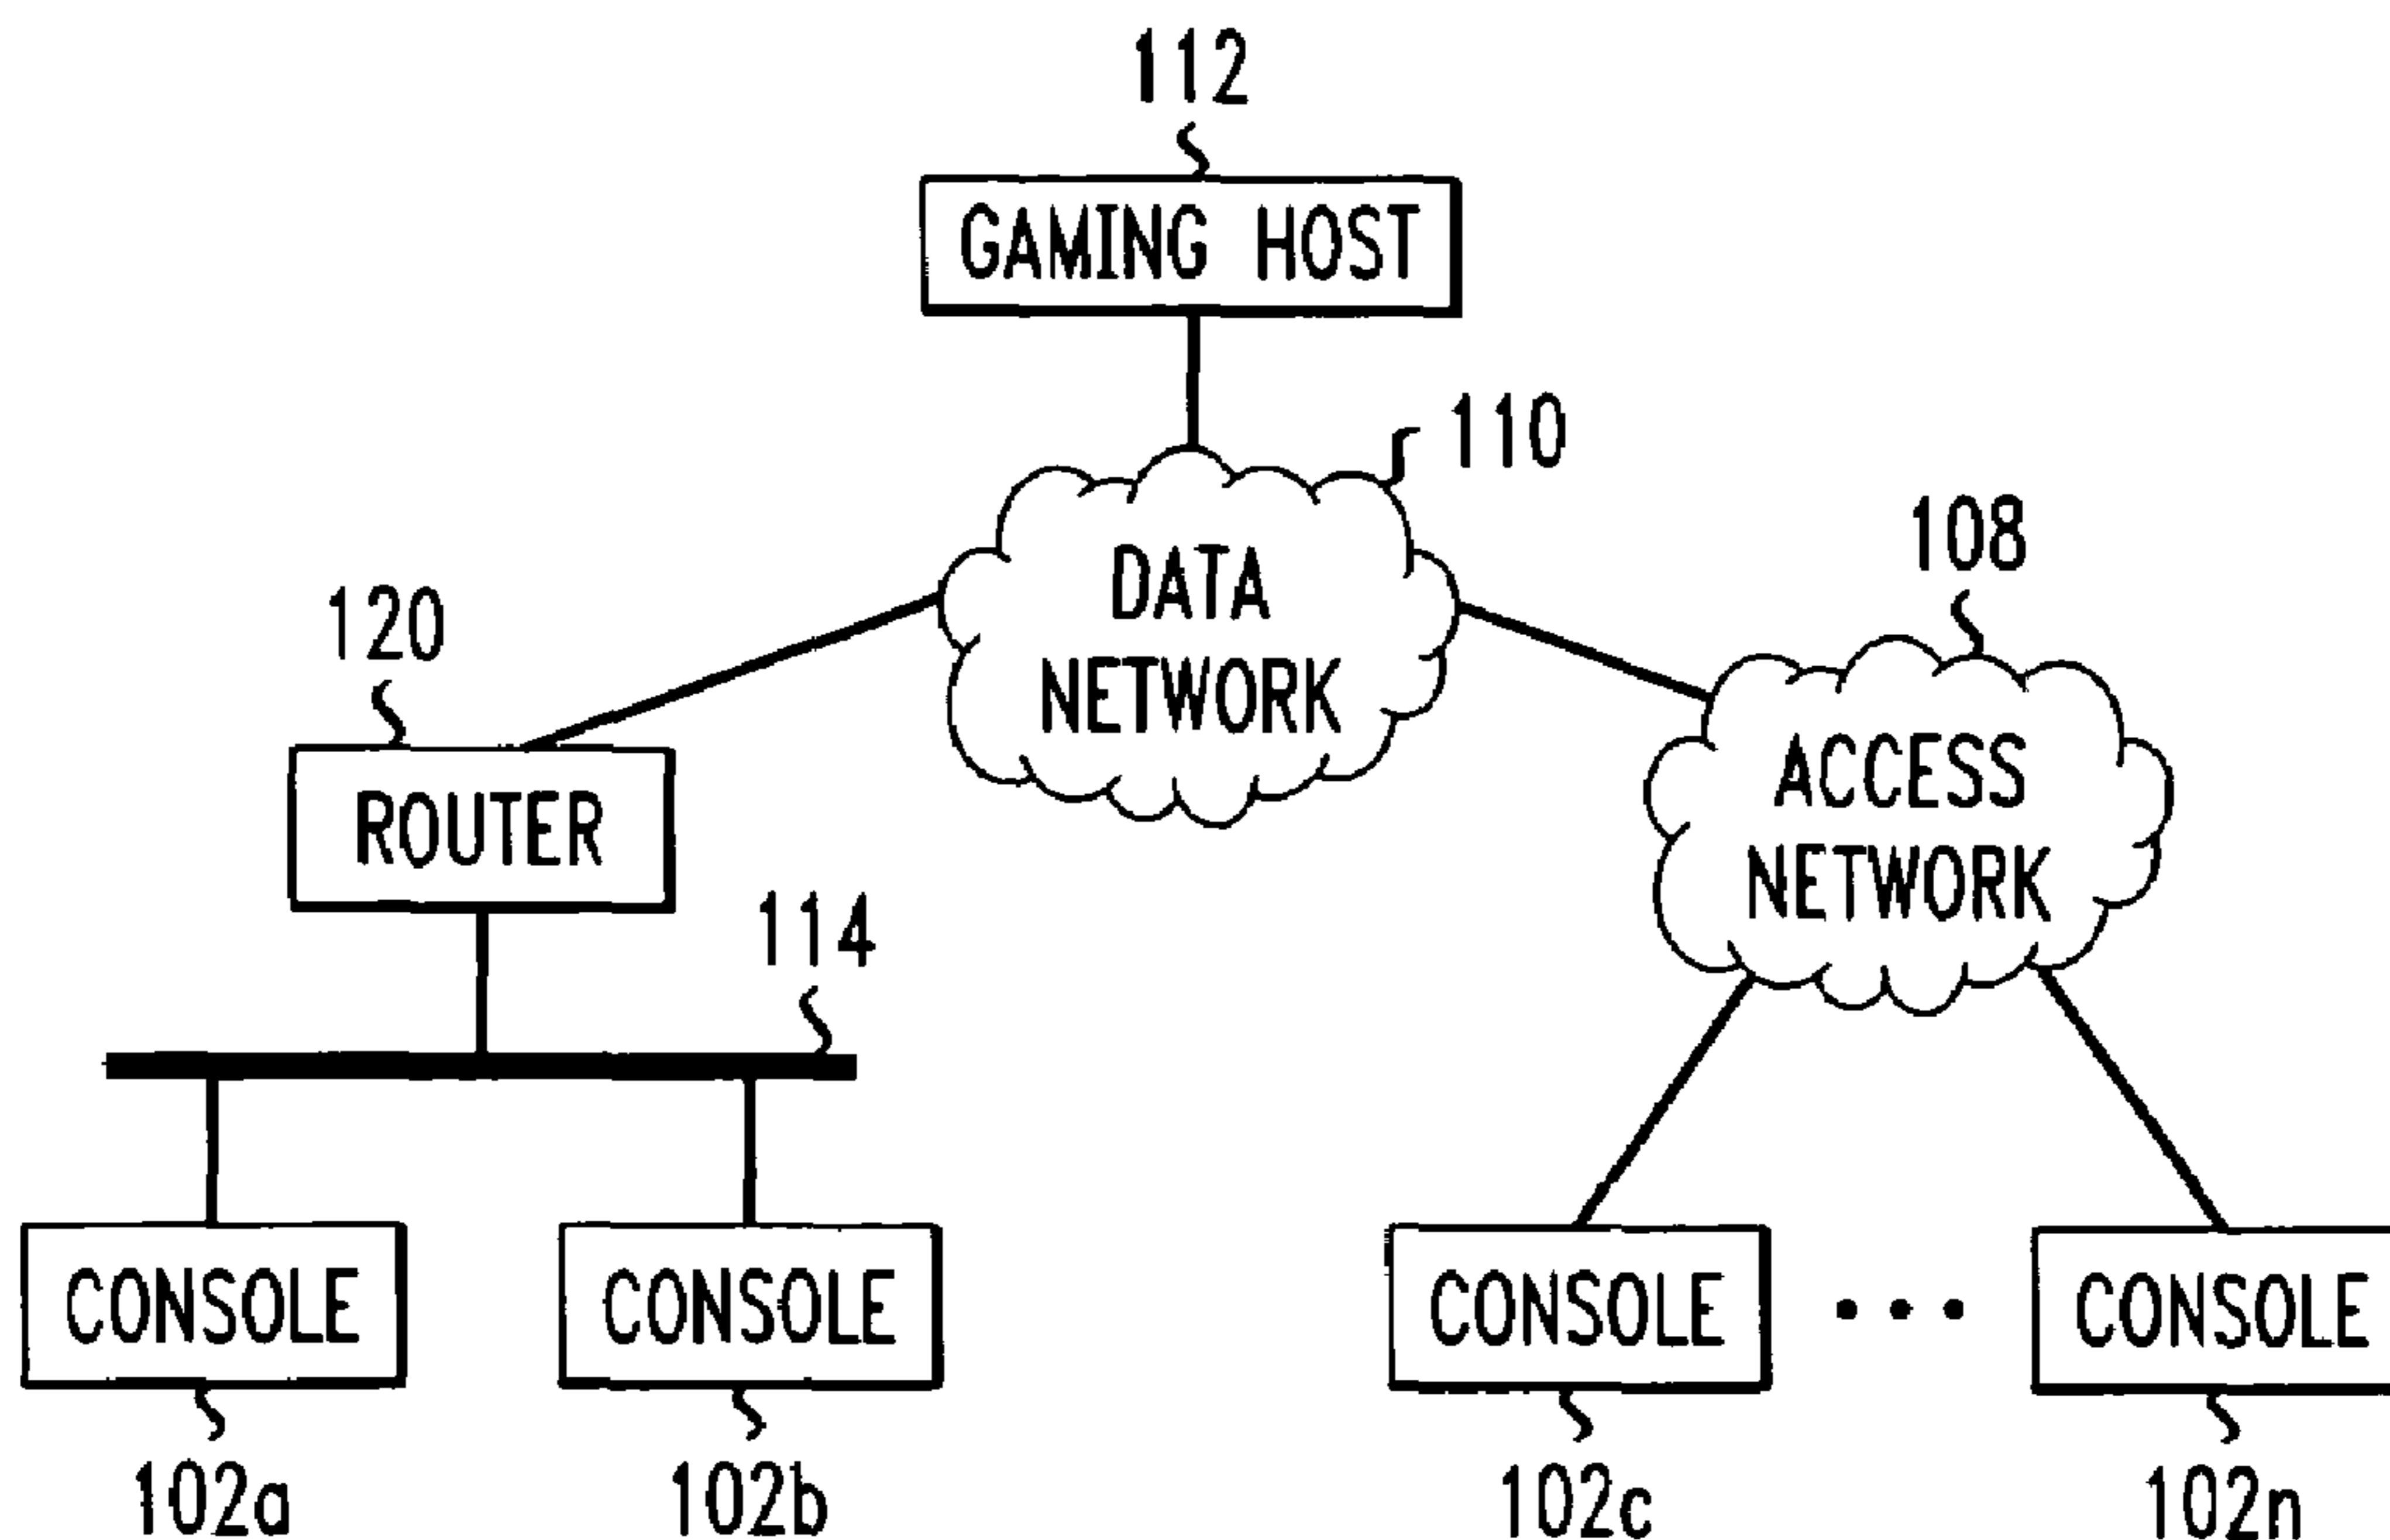 112
GAMING HOST
110
DATA
NETWORK
108
ACCESS
NETWORK
120
ROUTER
114
CONSOLE
CONSOLE
CONSOLE
CONSOLE
102a
102b
102c
102n